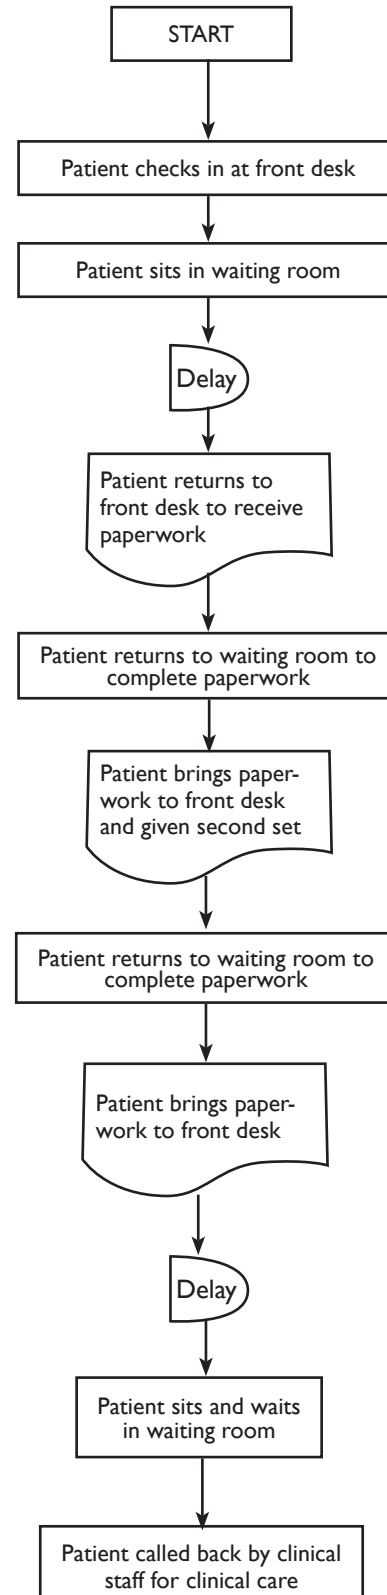 START
Patient checks in at front desk
Patient sits in waiting room
Delay
Patient returns to
front desk to receive
paperwork
Patient returns to waiting room to
complete paperwork
Patient brings paper-
work to front desk
and given second set
Patient returns to waiting room to
complete paperwork
Patient brings paper-
work to front desk
Delay
Patient sits and waits
in waiting room
Patient called back by clinical
staff for clinical care